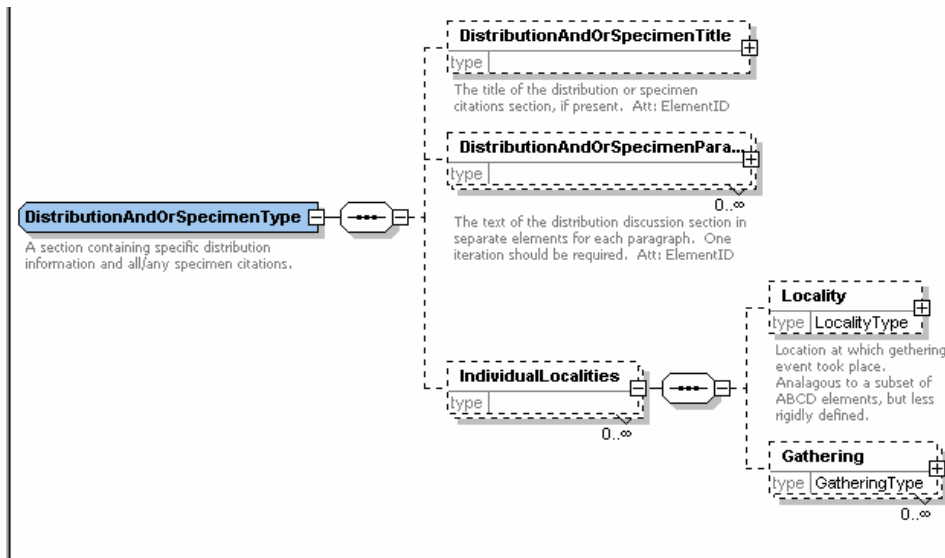 DistributionAndOrSpecimenTitle
type
The title of the distribution or specimen
citations section, if present. Att: ElementID
DistributionAndOrSpecimenPara...
type
0..∞
The text of the distribution discussion section in
separate elements for each paragraph. One
iteration should be required. Att: ElementID
DistributionAndOrSpecimenType
A section containing specific distribution
information and all/any specimen citations.
IndividualLocalities
type
0..∞
Locality
type LocalityType
Location at which gathering
event took place.
Analagous to a subset of
ABCD elements, but less
rigidly defined.
Gathering
type GatheringType
0..∞